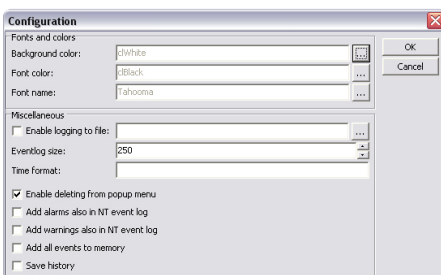 Configuration
Fonts and colors
Background color: clWhite ...
Font color: clBlack ...
Font name: Tahooma ...
OK
Cancel
Miscellaneous
Enable logging to file: ...
Eventlog size: 250
Time format:
Enable deleting from popup menu
Add alarms also in NT event log
Add warnings also in NT event log
Add all events to memory
Save history